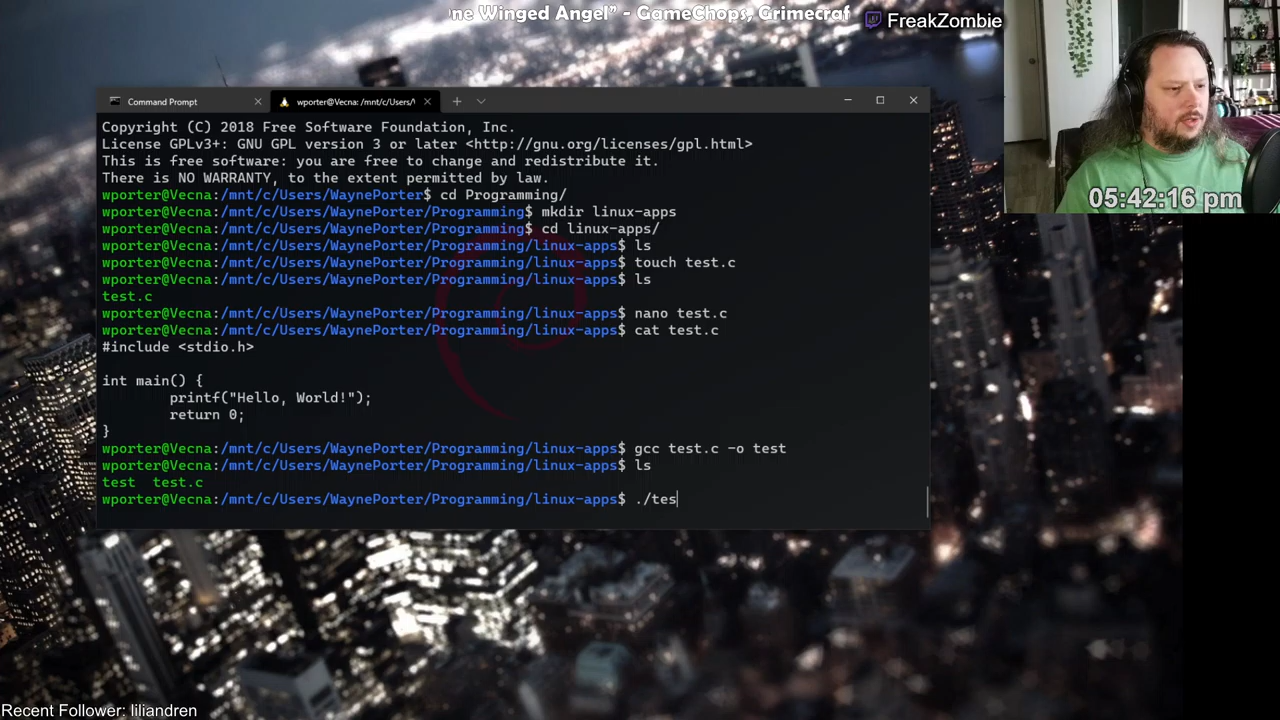 ne Winged Angel" - GameChops, Grimecraf
FreakZombie
Command Prompt
wporter@Vecna: /mnt/c/Users/
Copyright (C) 2018 Free Software Foundation, Inc.
License GPLv3+: GNU GPL version 3 or later <http://gnu.org/licenses/gpl.html>
This is free software: you are free to change and redistribute it.
There is NO WARRANTY, to the extent permitted by law.
wporter@Vecna:/mnt/c/Users/WaynePorter$ cd Programming/
wporter@Vecna:/mnt/c/Users/WaynePorter/Programming$ mkdir linux-apps
wporter@Vecna:/mnt/c/Users/WaynePorter/Programming$ cd linux-apps/
wporter@Vecna:/mnt/c/Users/WaynePorter/Programming/linux-apps$ ls
wporter@Vecna:/mnt/c/Users/WaynePorter/Programming/linux-apps$ touch test.c
wporter@Vecna:/mnt/c/Users/WaynePorter/Programming/linux-apps$ ls
test.c
wporter@Vecna:/mnt/c/Users/WaynePorter/Programming/linux-apps$ nano test.c
wporter@Vecna:/mnt/c/Users/WaynePorter/Programming/linux-apps$ cat test.c
#include <stdio.h>
int main() {
printf("Hello, World!");
return 0;
}
wporter@Vecna:/mnt/c/Users/WaynePorter/Programming/linux-apps$ gcc test.c -o test
wporter@Vecna:/mnt/c/Users/WaynePorter/Programming/linux-apps$ ls
test  test.c
wporter@Vecna:/mnt/c/Users/WaynePorter/Programming/linux-apps$ ./tes
05:42:16 pm
Recent Follower: liliandren